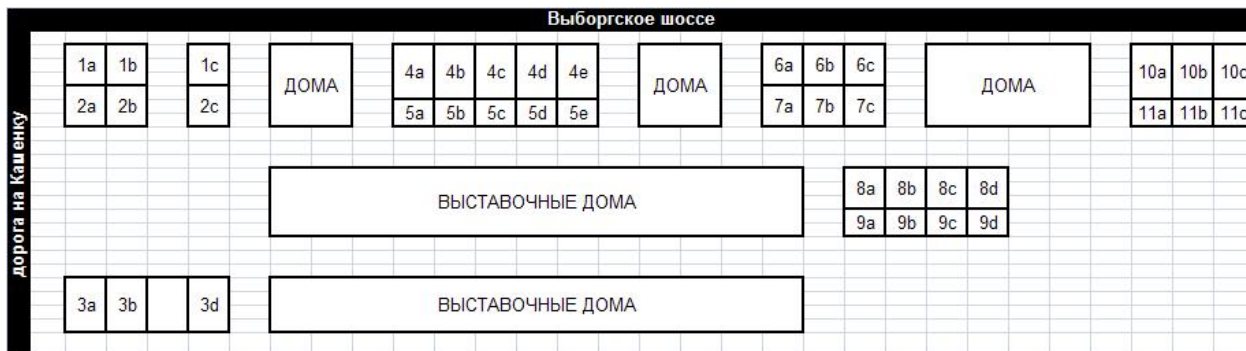 Выборгское шоссе
дорога на Кашенку
1a 1b 1c
2a 2b 2c
ДОМА
4a 4b 4c 4d 4e
5a 5b 5c 5d 5e
ДОМА
6a 6b 6c
7a 7b 7c
ДОМА
10a 10b 10c
11a 11b 11c
ВЫСТАВОЧНЫЕ ДОМА
8a 8b 8c 8d
9a 9b 9c 9d
3a 3b 3d
ВЫСТАВОЧНЫЕ ДОМА